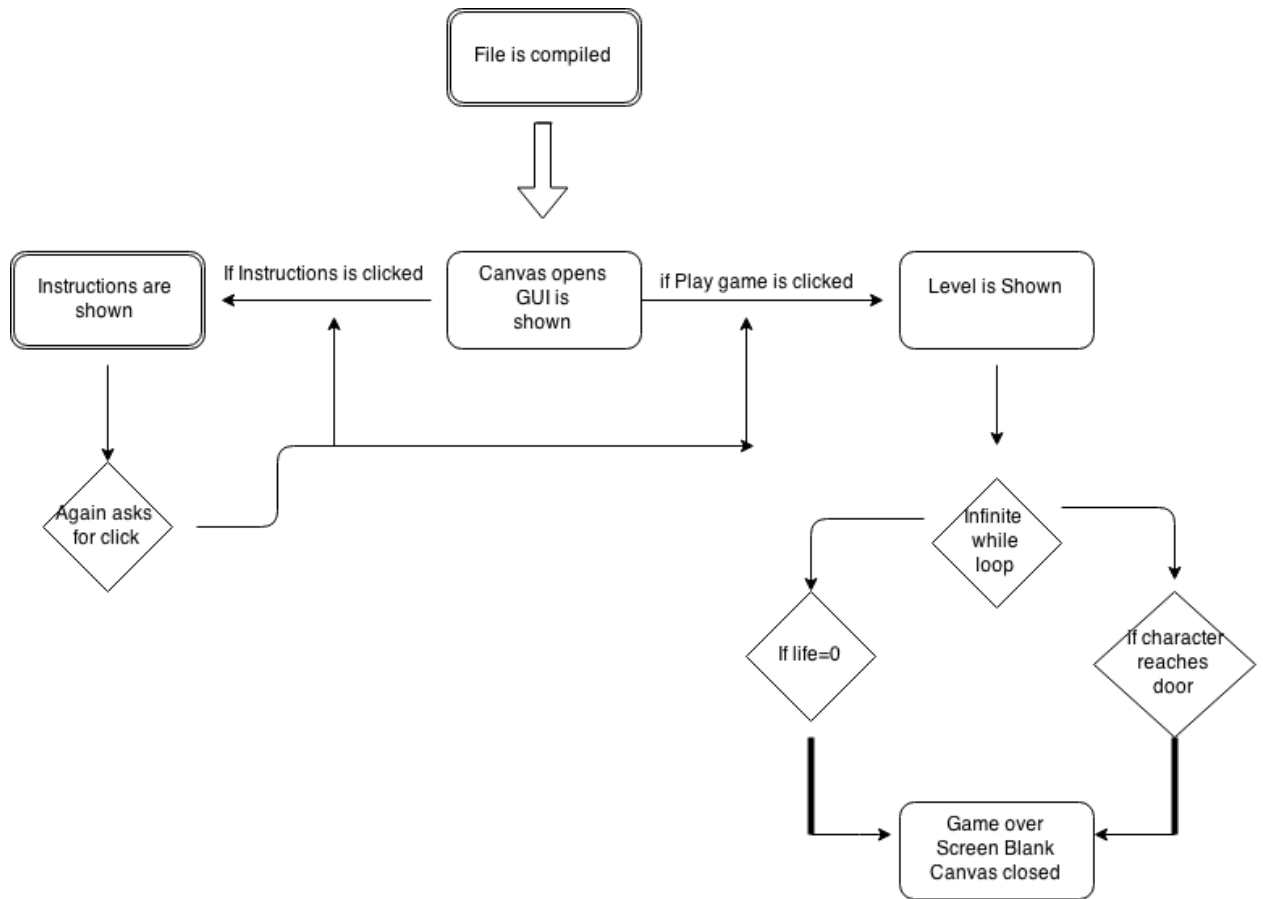 File is compiled
Instructions are
shown
If Instructions is clicked
Canvas opens
GUI is
shown
if Play game is clicked
Level is Shown
Again asks
for click
Infinite
while
loop
If life=0
If character
reaches
door
Game over
Screen Blank
Canvas closed